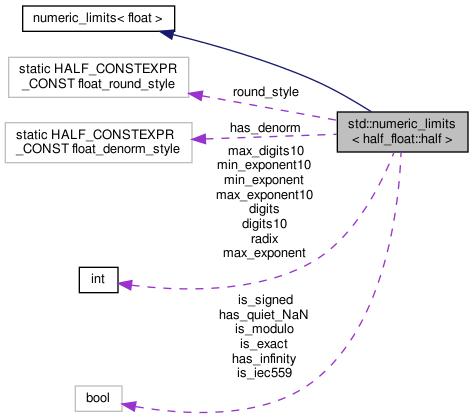 numeric_limits< float >
static HALF_CONSTEXPR
_CONST float_round_style
round_style
std::numeric_limits
< half_float::half >
static HALF_CONSTEXPR
_CONST float_denorm_style
has_denorm
max_digits10
min_exponent10
min_exponent
max_exponent10
digits
digits10
radix
max_exponent
int
is_signed
has_quiet_NaN
is_modulo
is_exact
has_infinity
is_iec559
bool